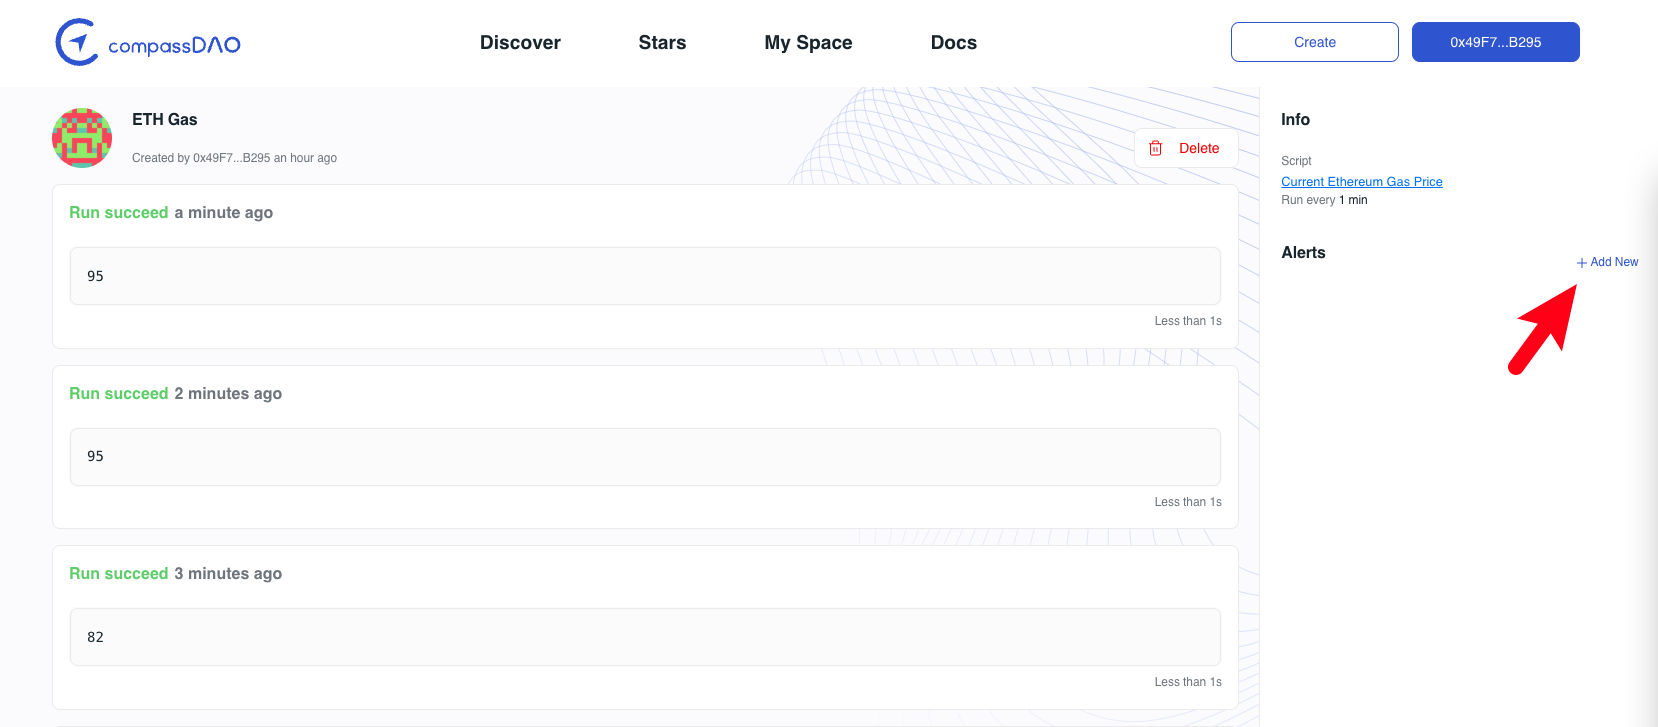 compassDAO
Discover
Stars
My Space
Docs
Create
0x49F7...B295
ETH Gas
Created by 0x49F7...B295 an hour ago
Delete
Run succeed a minute ago
95
Less than 1s
Run succeed 2 minutes ago
95
Less than 1s
Run succeed 3 minutes ago
82
Less than 1s
Info
Script
Current Ethereum Gas Price
Run every 1 min
Alerts
+ Add New